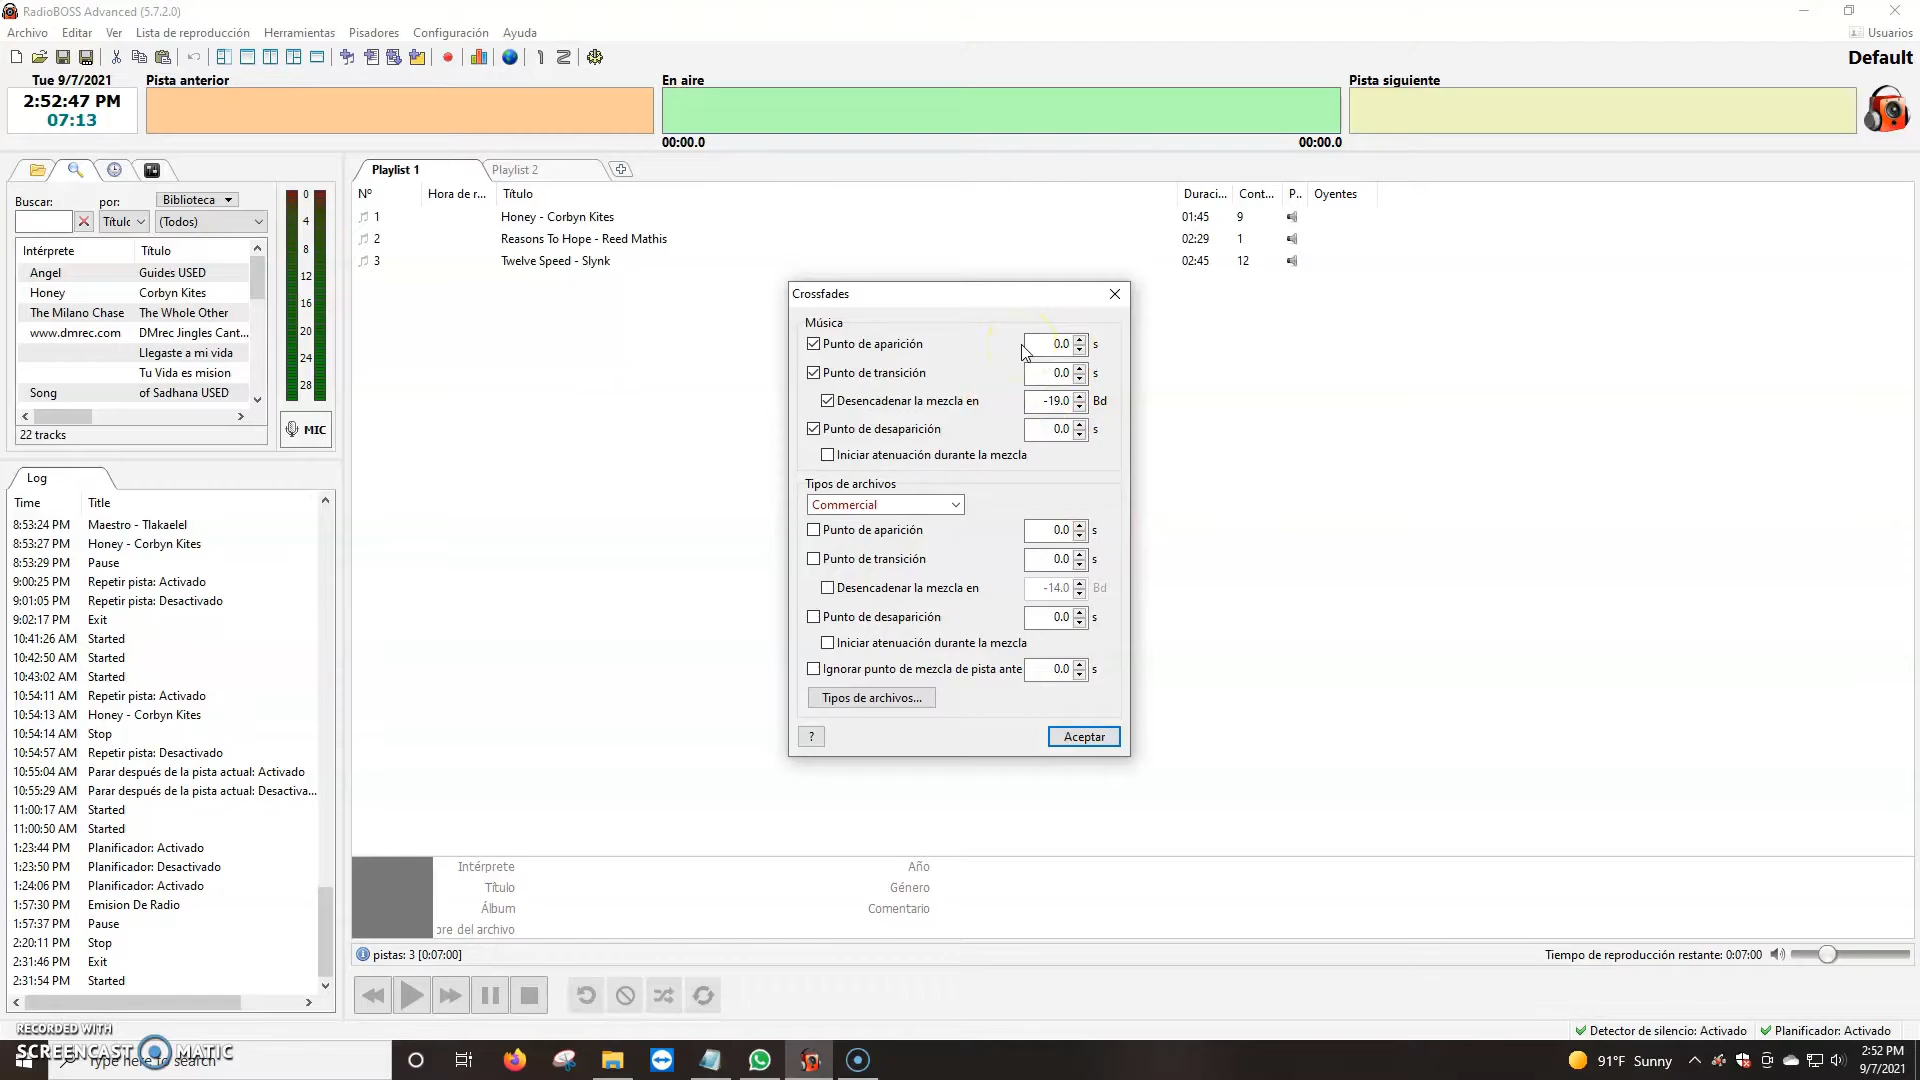 RadioBOSS Advanced (5.7.2.0)
Archivo Editar Ver Lista de reproducción Herramientas Pisadores Configuración Ayuda Usuarios
Default
Tue 9/7/2021 Pista anterior En aire Pista siguiente
2:52:47 PM
07:13
00:00.0 00:00.0
Playlist 1 Playlist 2
Nº Hora de r... Título Duraci... Cont... P.. Oyentes
1 Honey - Corbyn Kites 01:45 9
2 Reasons To Hope - Reed Mathis 02:29 1
3 Twelve Speed - Slynk 02:45 12
Buscar: por: Biblioteca
Título (Todos)
Intérprete Título
Angel Guides USED
Honey Corbyn Kites
The Milano Chase The Whole Other
www.dmrec.com DMrec Jingles Cant...
Llegaste a mi vida
Tu Vida es mision
Song of Sadhana USED
22 tracks
0
4
8
12
16
20
24
28
MIC
Log
Time Title
8:53:24 PM Maestro - Tlakaelel
8:53:27 PM Honey - Corbyn Kites
8:53:29 PM Pause
9:00:25 PM Repetir pista: Activado
9:01:05 PM Repetir pista: Desactivado
9:02:17 PM Exit
10:41:26 AM Started
10:42:50 AM Started
10:43:02 AM Started
10:54:11 AM Repetir pista: Activado
10:54:13 AM Honey - Corbyn Kites
10:54:14 AM Stop
10:54:57 AM Repetir pista: Desactivado
10:55:04 AM Parar después de la pista actual: Activado
10:55:29 AM Parar después de la pista actual: Desactiva...
11:00:17 AM Started
11:00:50 AM Started
1:23:44 PM Planificador: Activado
1:23:50 PM Planificador: Desactivado
1:24:06 PM Planificador: Activado
1:57:30 PM Emision De Radio
1:57:37 PM Pause
2:20:11 PM Stop
2:31:46 PM Exit
2:31:54 PM Started
Crossfades
Música
Punto de aparición 0.0 s
Punto de transición 0.0 s
Desencadenar la mezcla en -19.0 Bd
Punto de desaparición 0.0 s
Iniciar atenuación durante la mezcla
Tipos de archivos
Commercial
Punto de aparición 0.0 s
Punto de transición 0.0 s
Desencadenar la mezcla en -14.0 Bd
Punto de desaparición 0.0 s
Iniciar atenuación durante la mezcla
Ignorar punto de mezcla de pista ante 0.0 s
Tipos de archivos...
? Aceptar
Intérprete Año
Título Género
Álbum Comentario
bre del archivo
pistas: 3 [0:07:00] Tiempo de reproducción restante: 0:07:00
Detector de silencio: Activado Planificador: Activado
RECORDED WITH
SCREENCAST MATIC
Type here to search
91°F Sunny
2:52 PM
9/7/2021